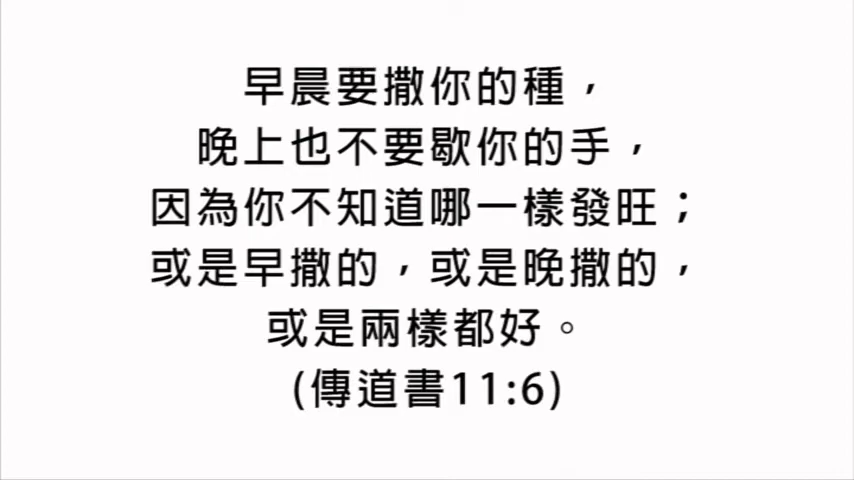 早晨要撒你的種，
晚上也不要歇你的手，
因為你不知道哪一樣發旺；
或是早撒的，或是晚撒的，
或是兩樣都好。
(傳道書11:6)